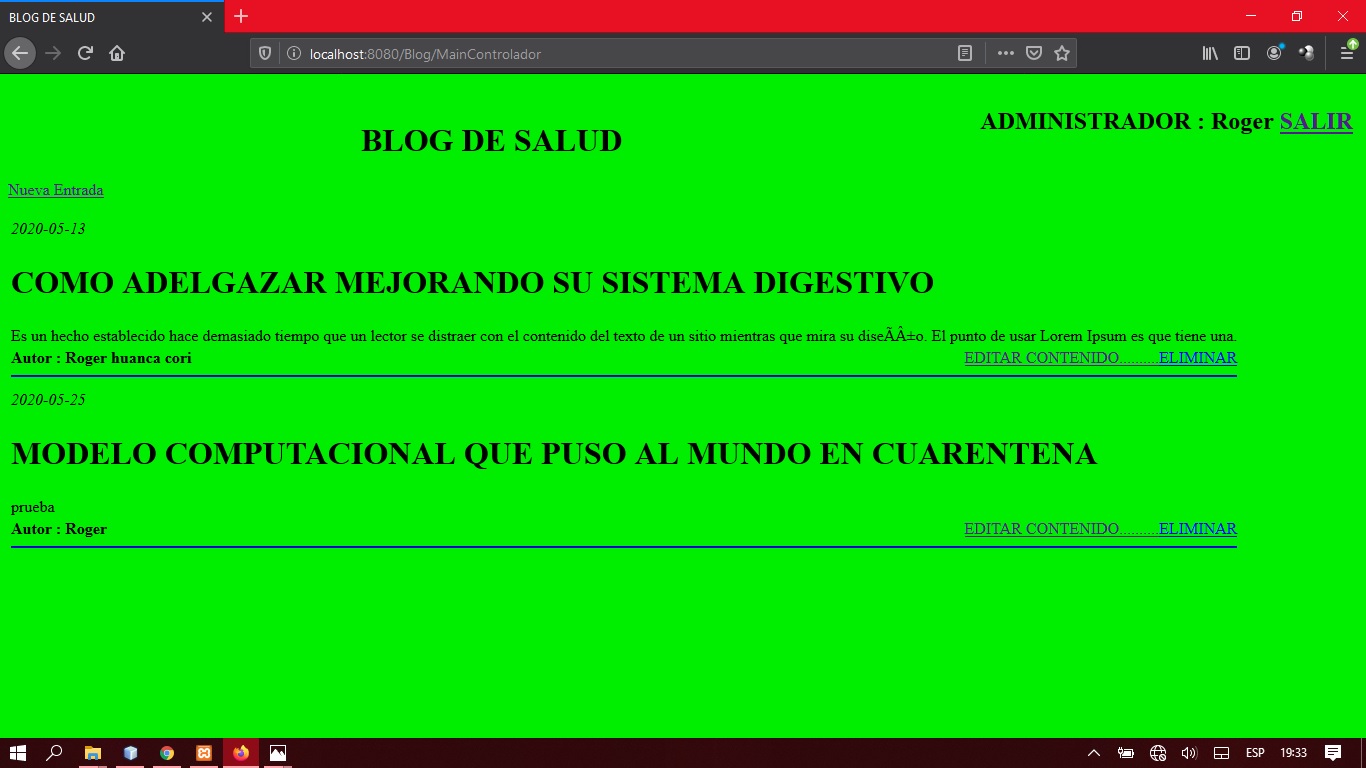 BLOG DE SALUD
localhost:8080/Blog/MainControlador
ADMINISTRADOR : Roger SALIR
BLOG DE SALUD
Nueva Entrada
2020-05-13
COMO ADELGAZAR MEJORANDO SU SISTEMA DIGESTIVO
Es un hecho establecido hace demasiado tiempo que un lector se distraer con el contenido del texto de un sitio mientras que mira su diseÃÂ±o. El punto de usar Lorem Ipsum es que tiene una.
Autor : Roger huanca cori EDITAR CONTENIDO..........ELIMINAR
2020-05-25
MODELO COMPUTACIONAL QUE PUSO AL MUNDO EN CUARENTENA
prueba
Autor : Roger EDITAR CONTENIDO..........ELIMINAR
ESP 19:33